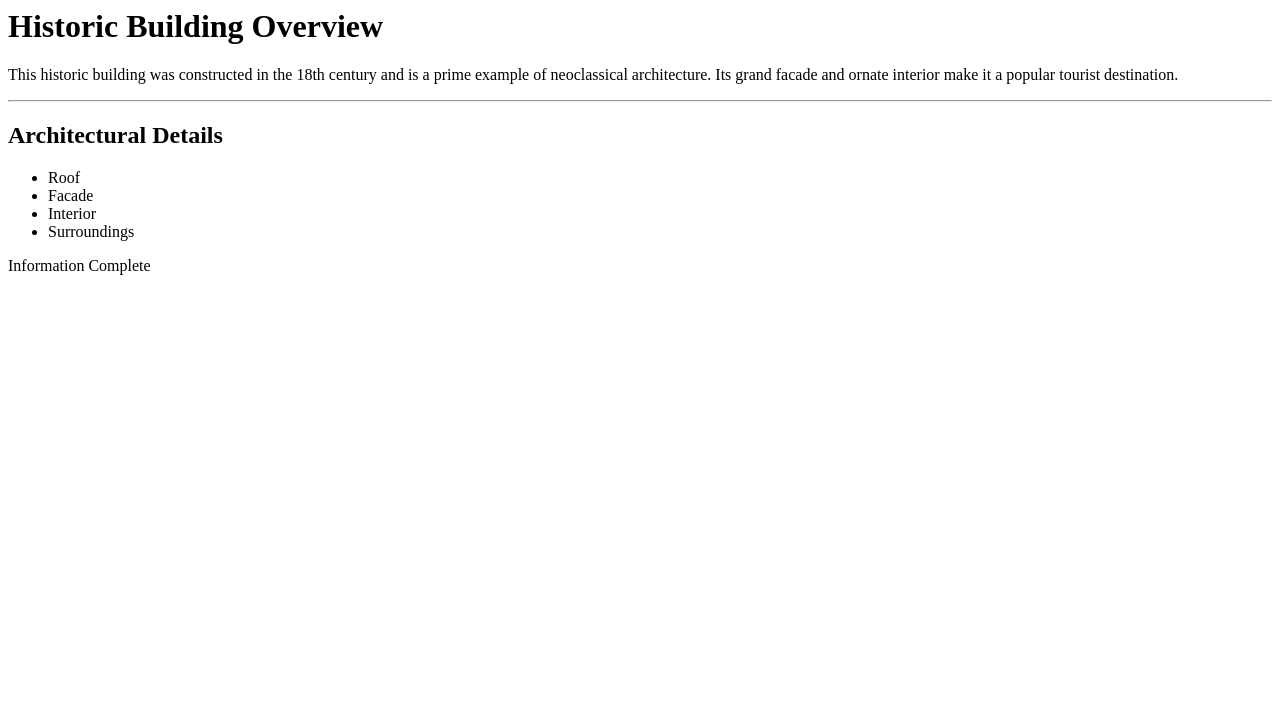 Historic Building Overview
This historic building was constructed in the 18th century and is a prime example of neoclassical architecture. Its grand facade and ornate interior make it a popular tourist destination.
Architectural Details
Roof
Facade
Interior
Surroundings
Information Complete